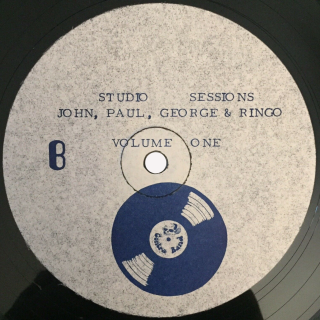 STUDIO SESSIONS
JOHN, PAUL, GEORGE & RINGO
VOLUME ONE
B